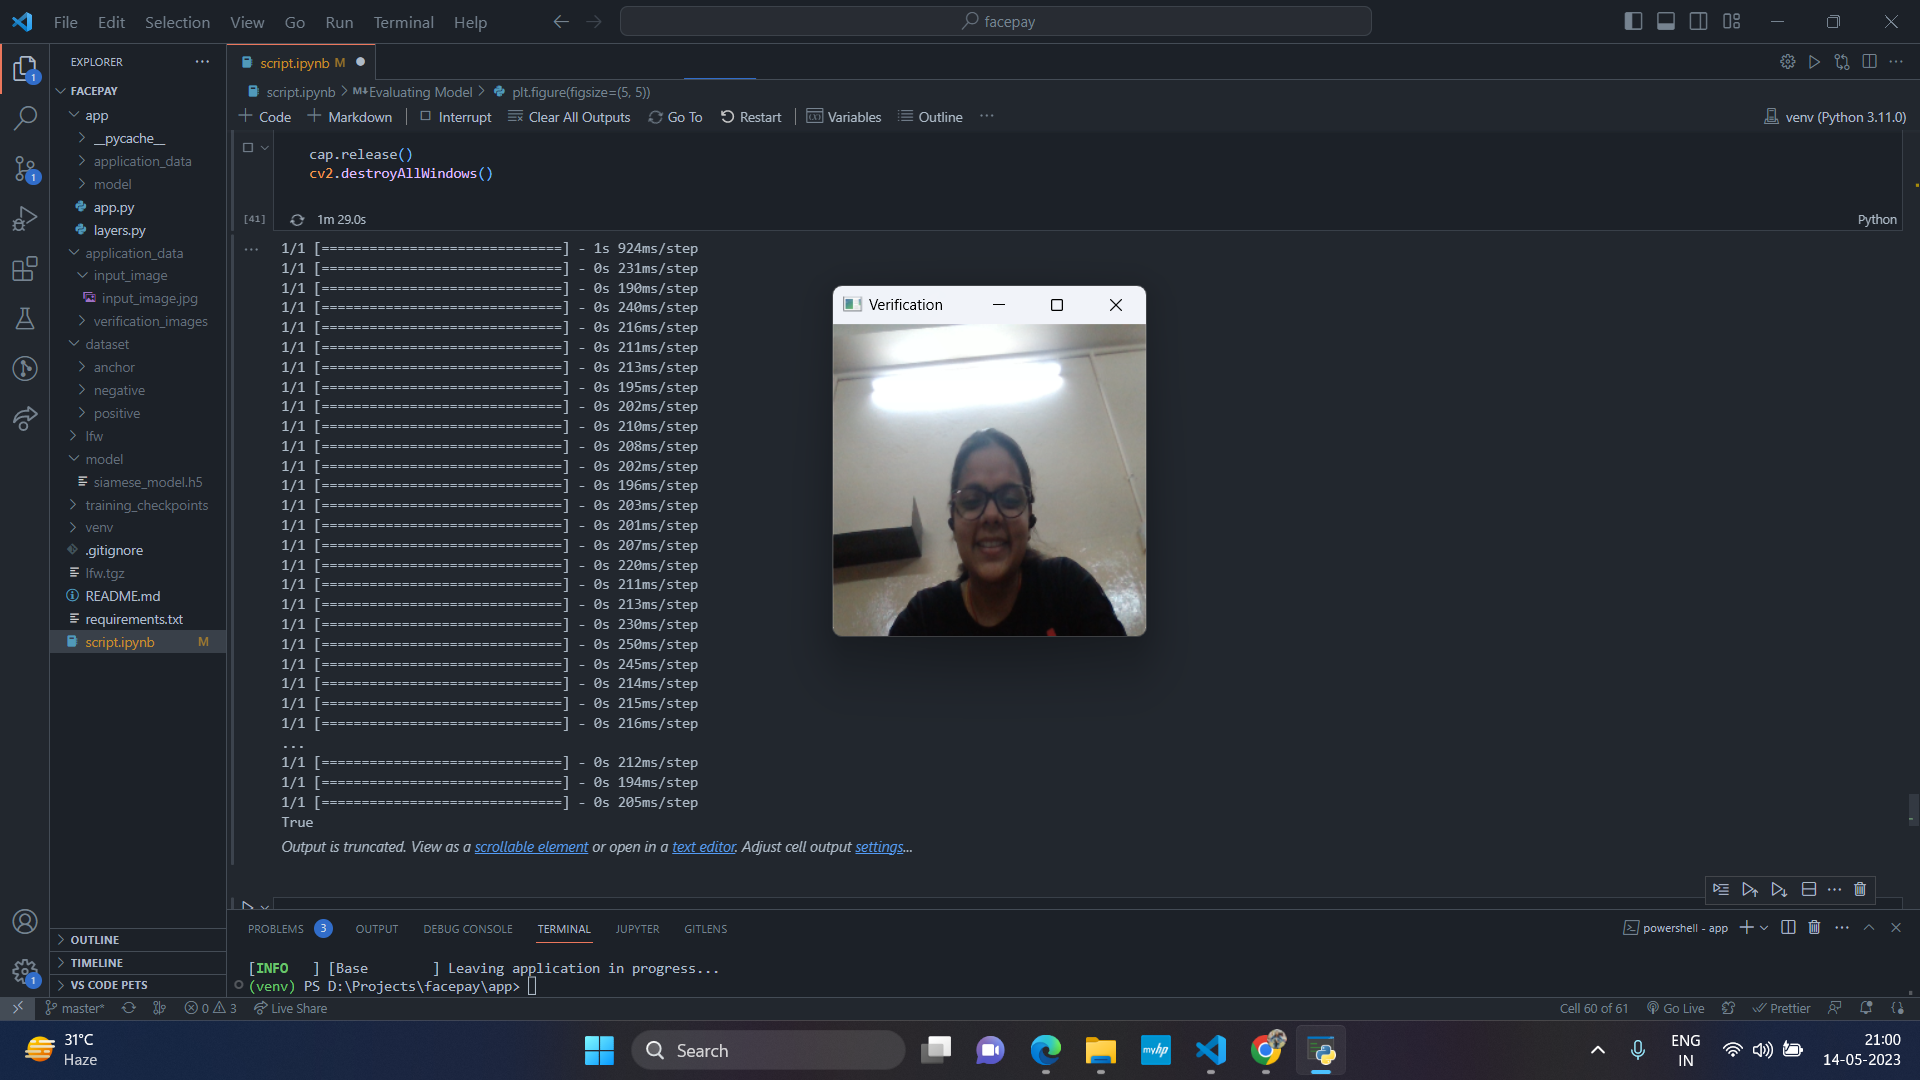 File Edit Selection View Go Run Terminal Help
facepay
EXPLORER
FACEPAY
app
__pycache__
application_data
model
app.py
layers.py
application_data
input_image
input_image.jpg
verification_images
dataset
anchor
negative
positive
lfw
model
siamese_model.h5
training_checkpoints
venv
.gitignore
lfw.tgz
README.md
requirements.txt
script.ipynb M
OUTLINE
TIMELINE
VS CODE PETS
script.ipynb M
script.ipynb > M↓Evaluating Model > plt.figure(figsize=(5, 5))
Code Markdown Interrupt Clear All Outputs Go To Restart Variables Outline
venv (Python 3.11.0)
cap.release()
cv2.destroyAllWindows()
[41] 1m 29.0s
Python
1/1 [==============================] - 1s 924ms/step
1/1 [==============================] - 0s 231ms/step
1/1 [==============================] - 0s 190ms/step
1/1 [==============================] - 0s 240ms/step
1/1 [==============================] - 0s 216ms/step
1/1 [==============================] - 0s 211ms/step
1/1 [==============================] - 0s 213ms/step
1/1 [==============================] - 0s 195ms/step
1/1 [==============================] - 0s 202ms/step
1/1 [==============================] - 0s 210ms/step
1/1 [==============================] - 0s 208ms/step
1/1 [==============================] - 0s 202ms/step
1/1 [==============================] - 0s 196ms/step
1/1 [==============================] - 0s 203ms/step
1/1 [==============================] - 0s 201ms/step
1/1 [==============================] - 0s 207ms/step
1/1 [==============================] - 0s 220ms/step
1/1 [==============================] - 0s 211ms/step
1/1 [==============================] - 0s 213ms/step
1/1 [==============================] - 0s 230ms/step
1/1 [==============================] - 0s 250ms/step
1/1 [==============================] - 0s 245ms/step
1/1 [==============================] - 0s 214ms/step
1/1 [==============================] - 0s 215ms/step
1/1 [==============================] - 0s 216ms/step
...
1/1 [==============================] - 0s 212ms/step
1/1 [==============================] - 0s 194ms/step
1/1 [==============================] - 0s 205ms/step
True
Output is truncated. View as a scrollable element or open in a text editor. Adjust cell output settings...
Verification
PROBLEMS 3 OUTPUT DEBUG CONSOLE TERMINAL JUPYTER GITLENS
powershell - app
[INFO   ] [Base        ] Leaving application in progress...
(venv) PS D:\Projects\facepay\app>
master* 0 3 Live Share
Cell 60 of 61 Go Live Prettier
31°C
Haze
Search
myhp
ENG
IN
21:00
14-05-2023